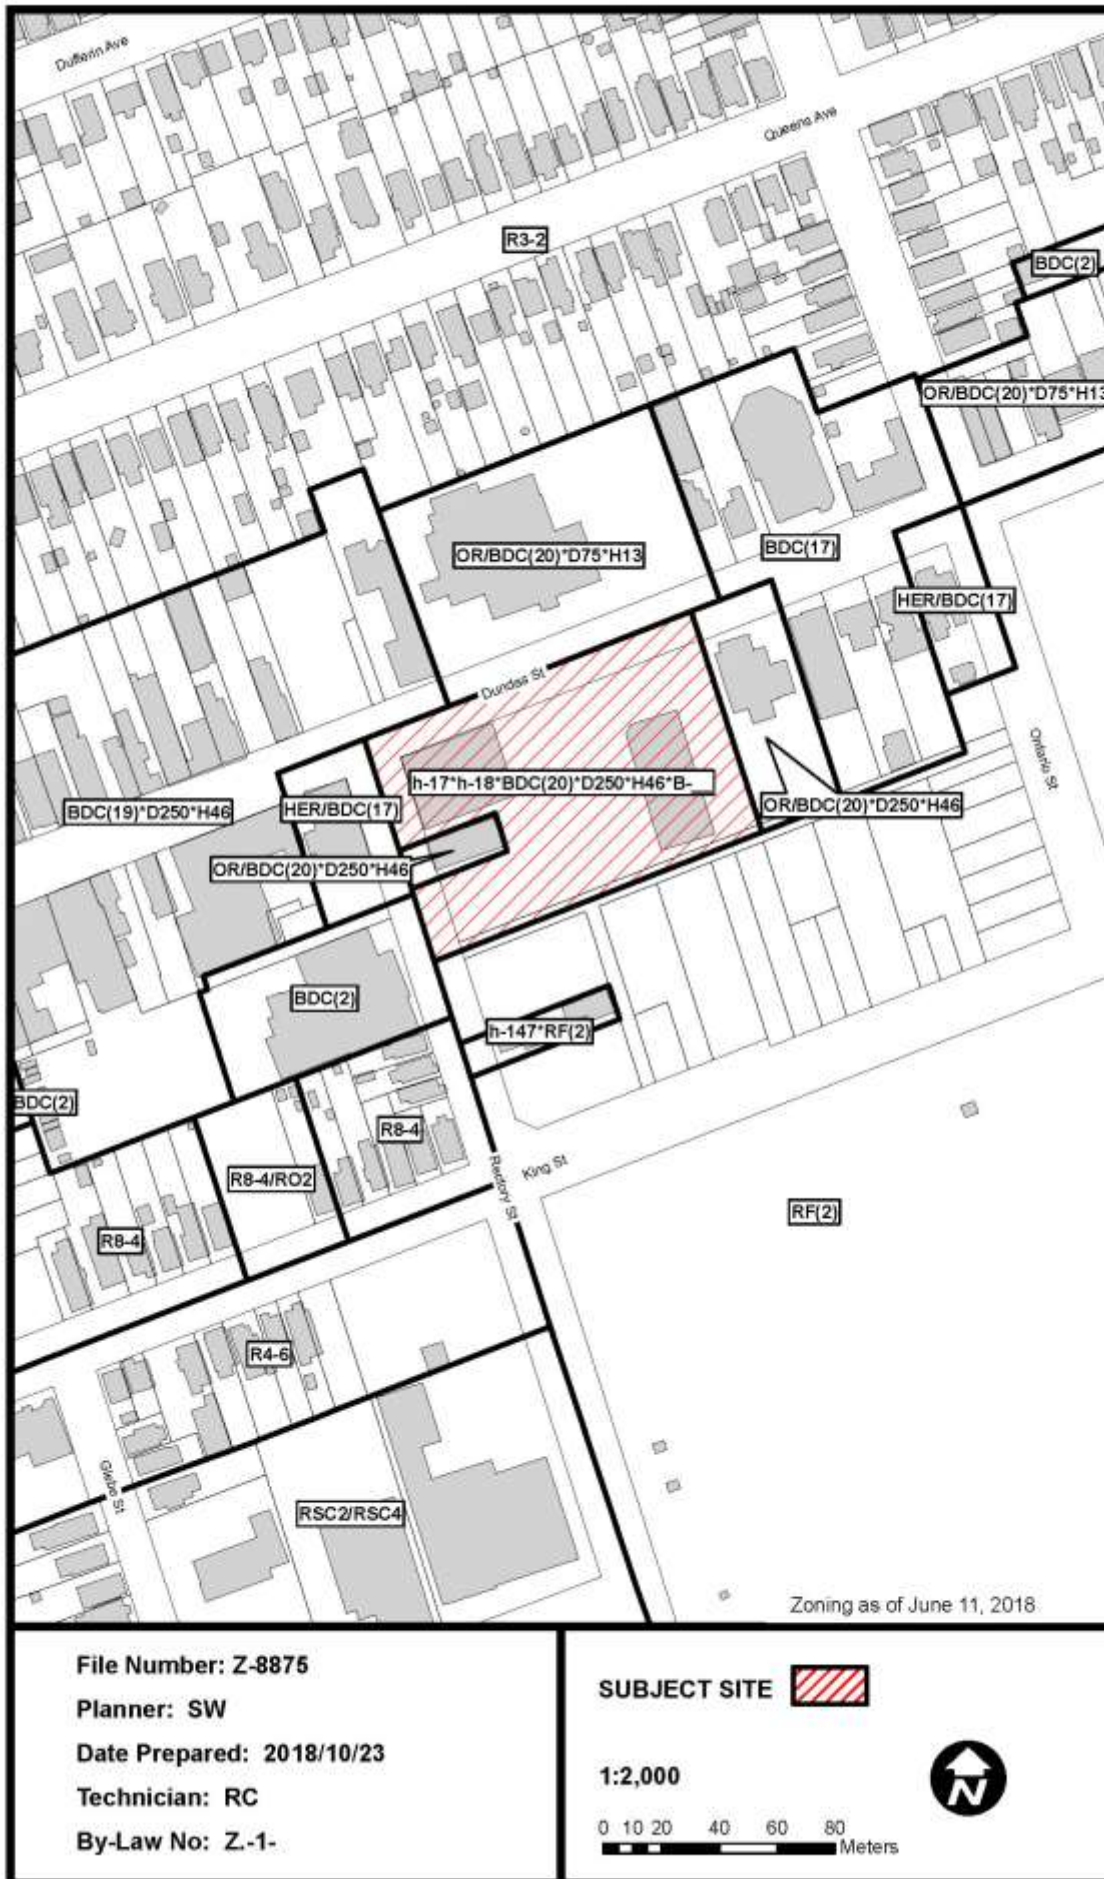 Dufferin Ave
Queens Ave
R3-2
BDC(2)
OR/BDC(20)*D75*H13
OR/BDC(20)*D75*H13
BDC(17)
HER/BDC(17)
Dundas St
h-17*h-18*BDC(20)*D250*H46*B-__
Ontario St
BDC(19)*D250*H46
HER/BDC(17)
OR/BDC(20)*D250*H46
OR/BDC(20)*D250*H46
BDC(2)
h-147*RF(2)
BDC(2)
R8-4
R8-4/RO2
Rectory St
King St
RF(2)
R8-4
R4-6
Glebe St
RSC2/RSC4
Zoning as of June 11, 2018
File Number: Z-8875
Planner: SW
Date Prepared: 2018/10/23
Technician: RC
By-Law No: Z.-1-
SUBJECT SITE
1:2,000
0 10 20 40 60 80
Meters
N